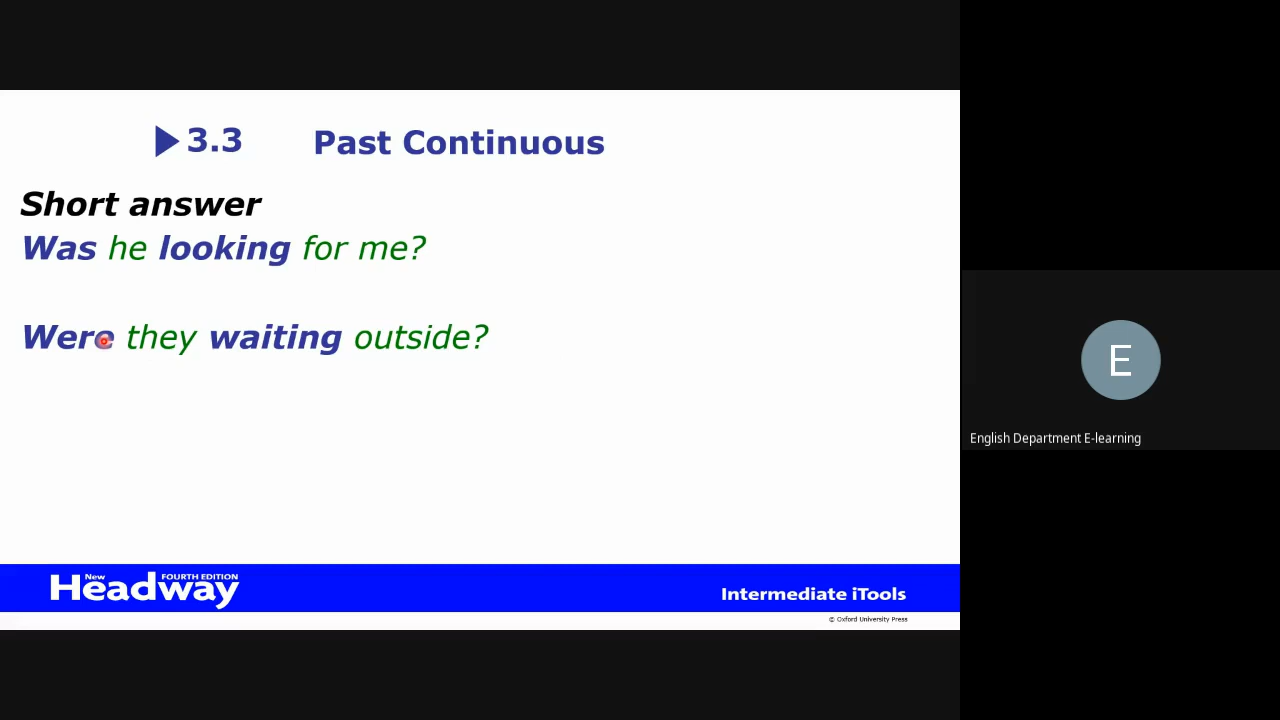 3.3 Past Continuous
Short answer
Was he looking for me?
Were they waiting outside?
New Headway FOURTH EDITION
Intermediate iTools
© Oxford University Press
E
English Department E-learning